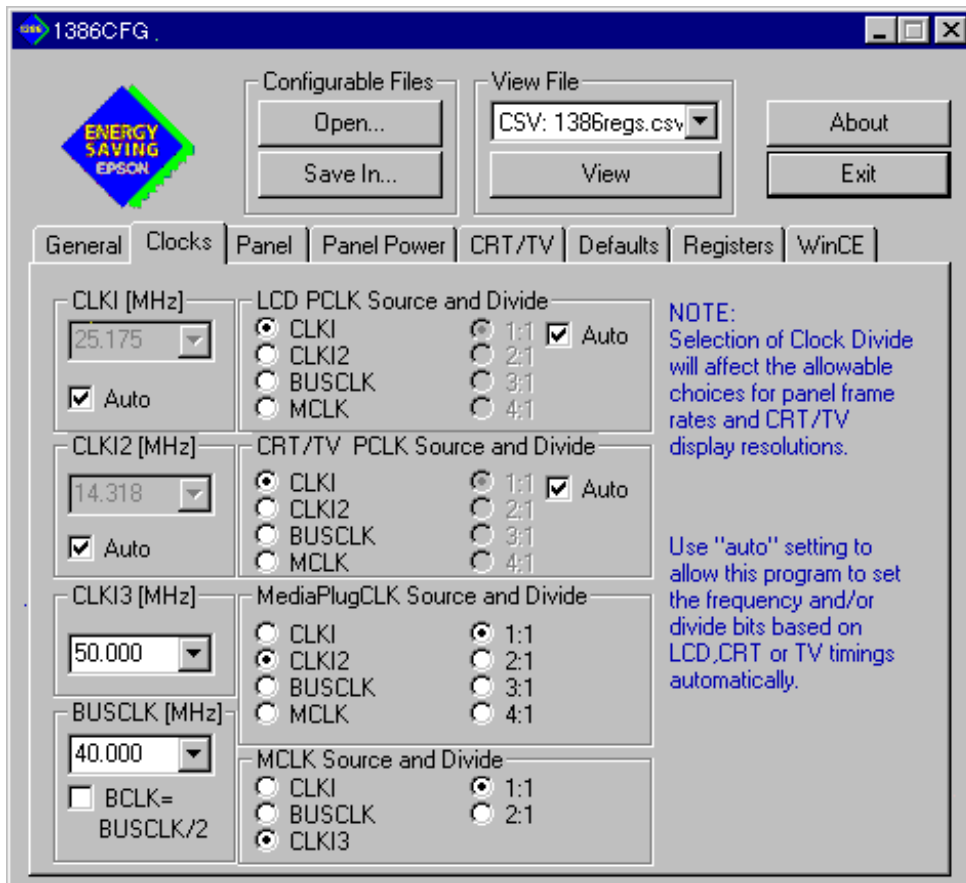 1386
1386CFG
ENERGY
SAVING
EPSON
Configurable Files
Open...
Save In...
View File
CSV: 1386regs.csv
View
About
Exit
General
Clocks
Panel
Panel Power
CRT/TV
Defaults
Registers
WinCE
CLKI [MHz]
25.175
Auto
LCD PCLK Source and Divide
CLKI 1:1 Auto
CLKI2 2:1
BUSCLK 3:1
MCLK 4:1
CLKI2 [MHz]
14.318
Auto
CRT/TV PCLK Source and Divide
CLKI 1:1 Auto
CLKI2 2:1
BUSCLK 3:1
MCLK 4:1
CLKI3 [MHz]
50.000
MediaPlugCLK Source and Divide
CLKI 1:1
CLKI2 2:1
BUSCLK 3:1
MCLK 4:1
BUSCLK [MHz]
40.000
BCLK=
BUSCLK/2
MCLK Source and Divide
CLKI 1:1
BUSCLK 2:1
CLKI3
NOTE:
Selection of Clock Divide
will affect the allowable
choices for panel frame
rates and CRT/TV
display resolutions.
Use "auto" setting to
allow this program to set
the frequency and/or
divide bits based on
LCD,CRT or TV timings
automatically.